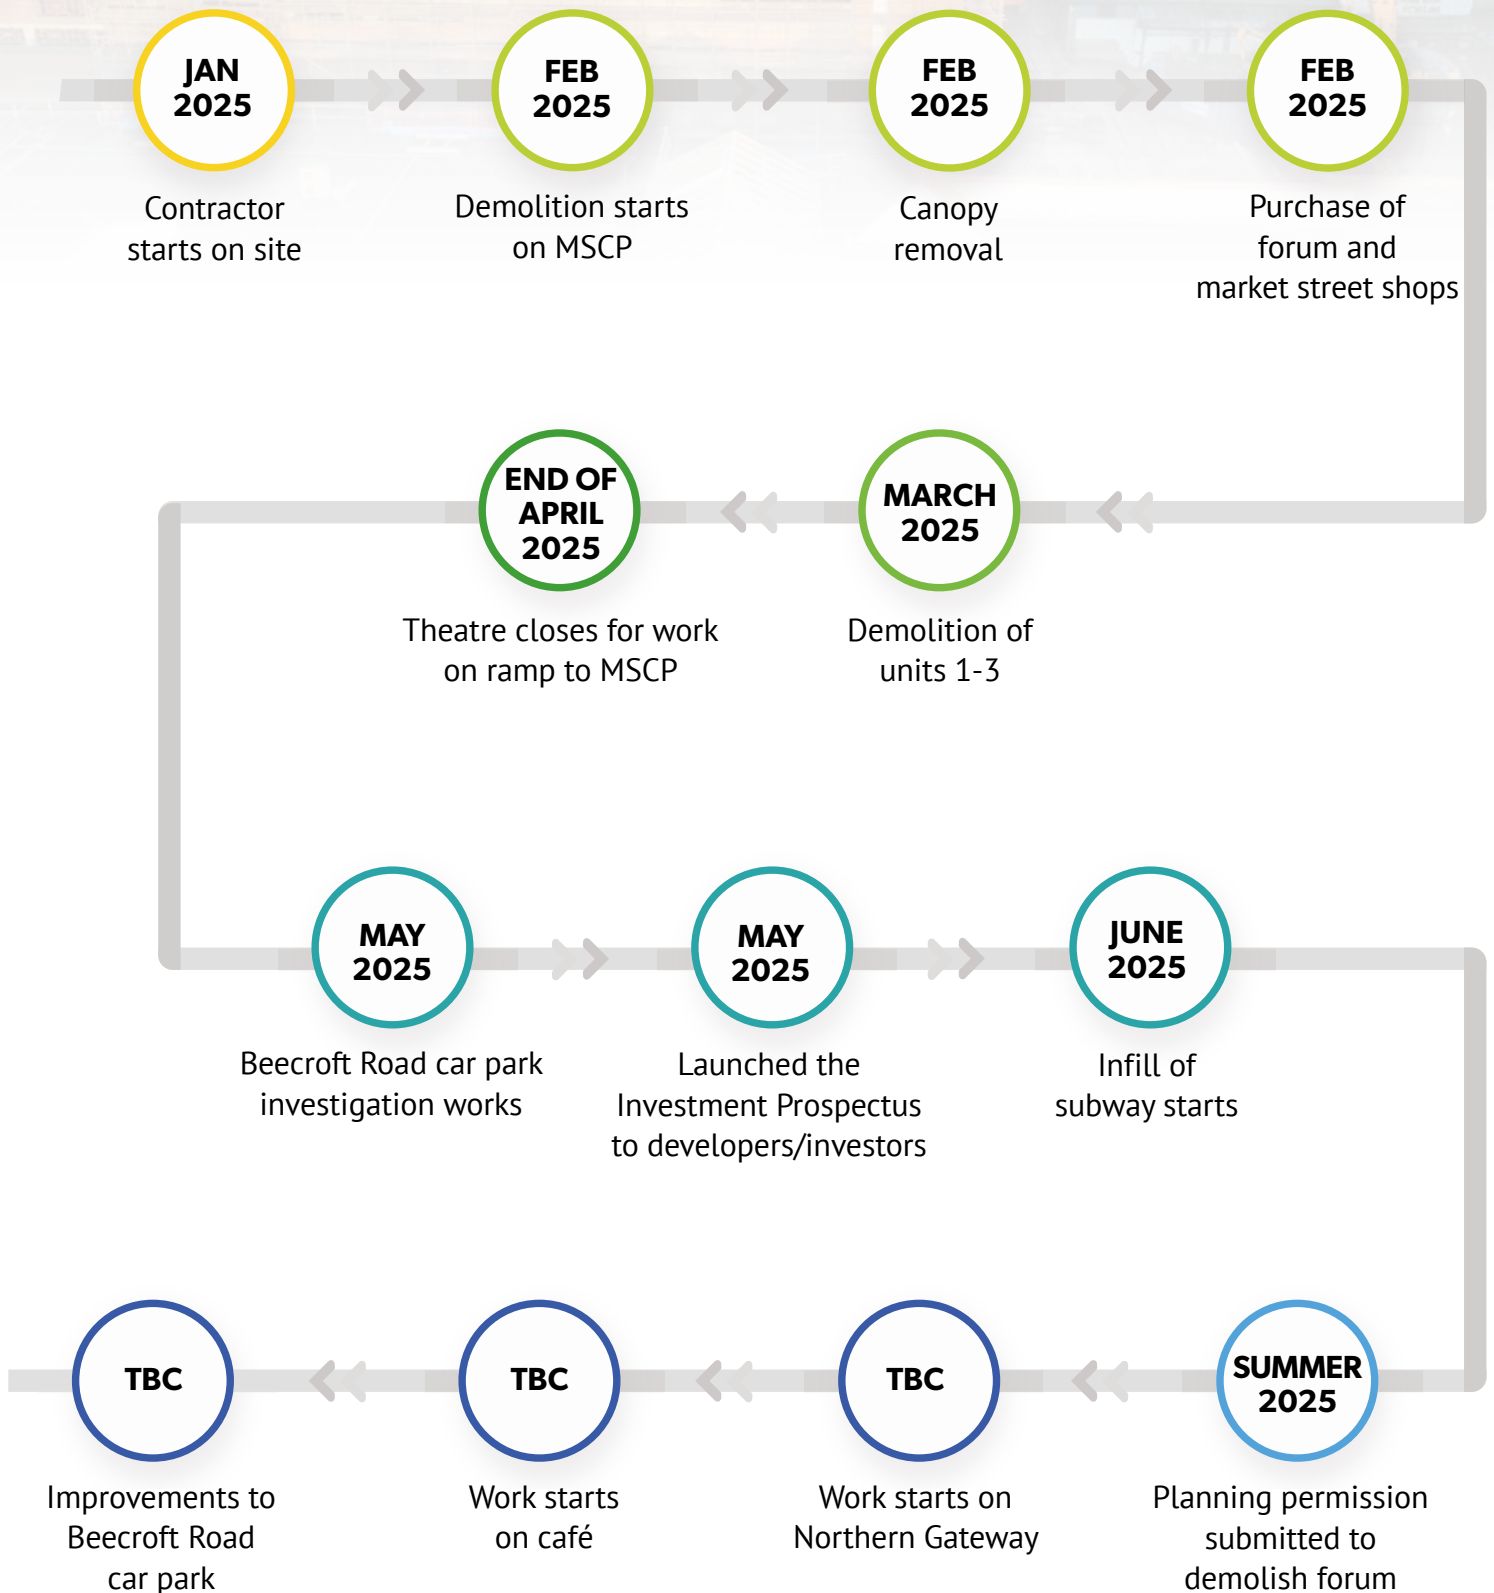 JAN
2025
Contractor
starts on site
FEB
2025
Demolition starts
on MSCP
FEB
2025
Canopy
removal
FEB
2025
Purchase of
forum and
market street shops
MARCH
2025
Demolition of
units 1-3
END OF
APRIL
2025
Theatre closes for work
on ramp to MSCP
MAY
2025
Beecroft Road car park
investigation works
MAY
2025
Launched the
Investment Prospectus
to developers/investors
JUNE
2025
Infill of
subway starts
SUMMER
2025
Planning permission
submitted to
demolish forum
TBC
Work starts on
Northern Gateway
TBC
Work starts
on café
TBC
Improvements to
Beecroft Road
car park